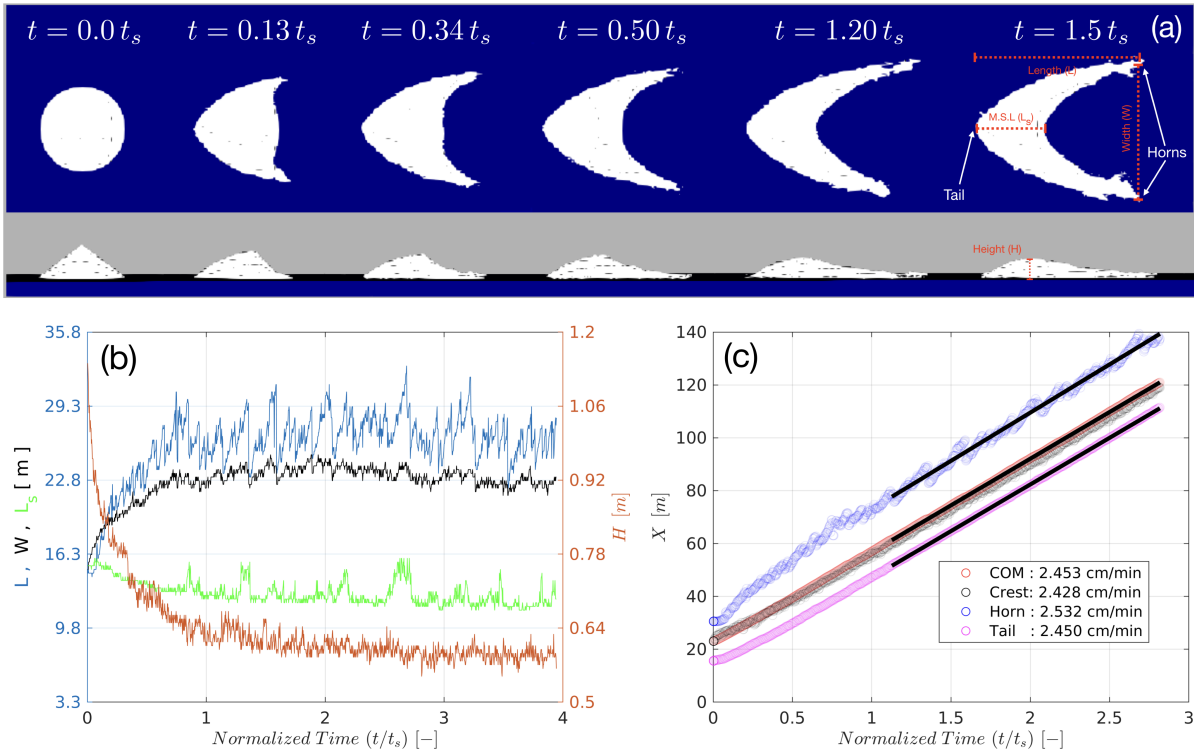 t = 0.0 t_s t = 0.13 t_s t = 0.34 t_s t = 0.50 t_s t = 1.20 t_s t = 1.5 t_s (a)
Length (L)
M.S.L (L_s)
Width (W)
Horns
Tail
Height (H)
(b)
35.8
29.3
22.8
16.3
9.8
3.3
L , W , L_s [ m ]
1.2
1.06
0.92
0.78
0.64
0.5
H [m]
0 1 2 3 4
Normalized Time (t/t_s) [−]
(c)
140
120
100
80
60
40
20
0
X [m]
COM : 2.453 cm/min
Crest: 2.428 cm/min
Horn : 2.532 cm/min
Tail : 2.450 cm/min
0 0.5 1 1.5 2 2.5 3
Normalized Time (t/t_s) [−]